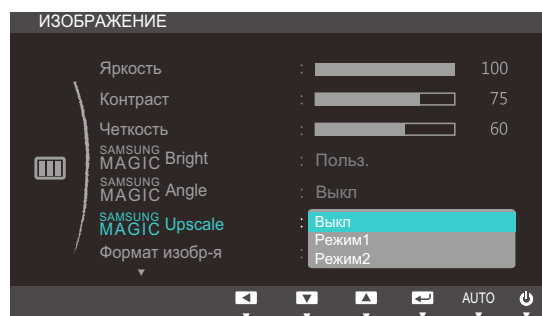 ИЗОБРАЖЕНИЕ
Яркость : 100
Контраст : 75
Четкость : 60
SAMSUNG MAGIC Bright : Польз.
SAMSUNG MAGIC Angle : Выкл
SAMSUNG MAGIC Upscale : Выкл
Режим1
Формат изобр-я : Режим2
AUTO